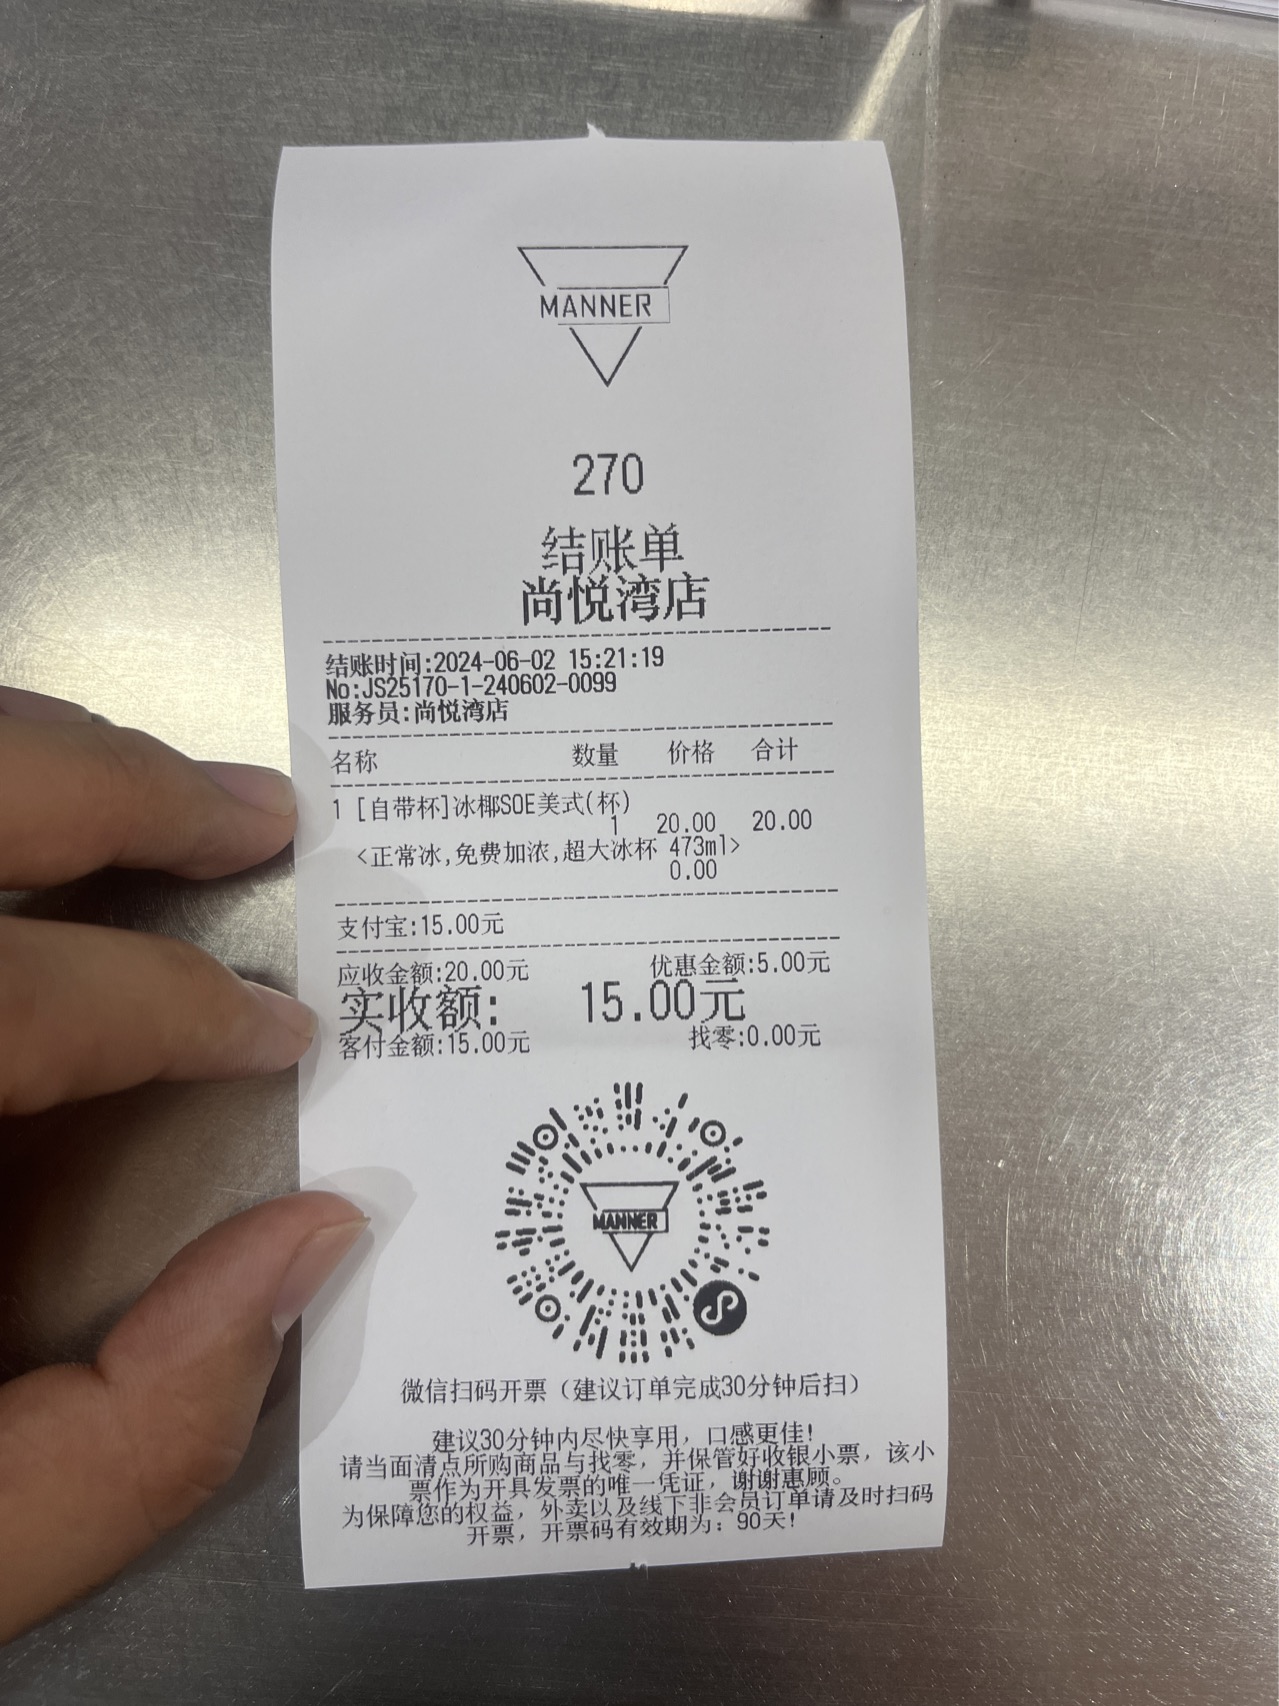 MANNER
270
结账单
尚悦湾店
结账时间:2024-06-02 15:21:19
No:JS25170-1-240602-0099
服务员:尚悦湾店
名称 数量 价格 合计
1 [自带杯]冰椰SOE美式(杯)
1 20.00 20.00
<正常冰,免费加浓,超大冰杯 473ml>
0.00
支付宝:15.00元
应收金额:20.00元 优惠金额:5.00元
实收额: 15.00元
客付金额:15.00元 找零:0.00元
MANNER
微信扫码开票（建议订单完成30分钟后扫）
建议30分钟内尽快享用，口感更佳！
请当面清点所购商品与找零，并保管好收银小票，该小
票作为开具发票的唯一凭证，谢谢惠顾。
为保障您的权益，外卖以及线下非会员订单请及时扫码
开票，开票码有效期为：90天！